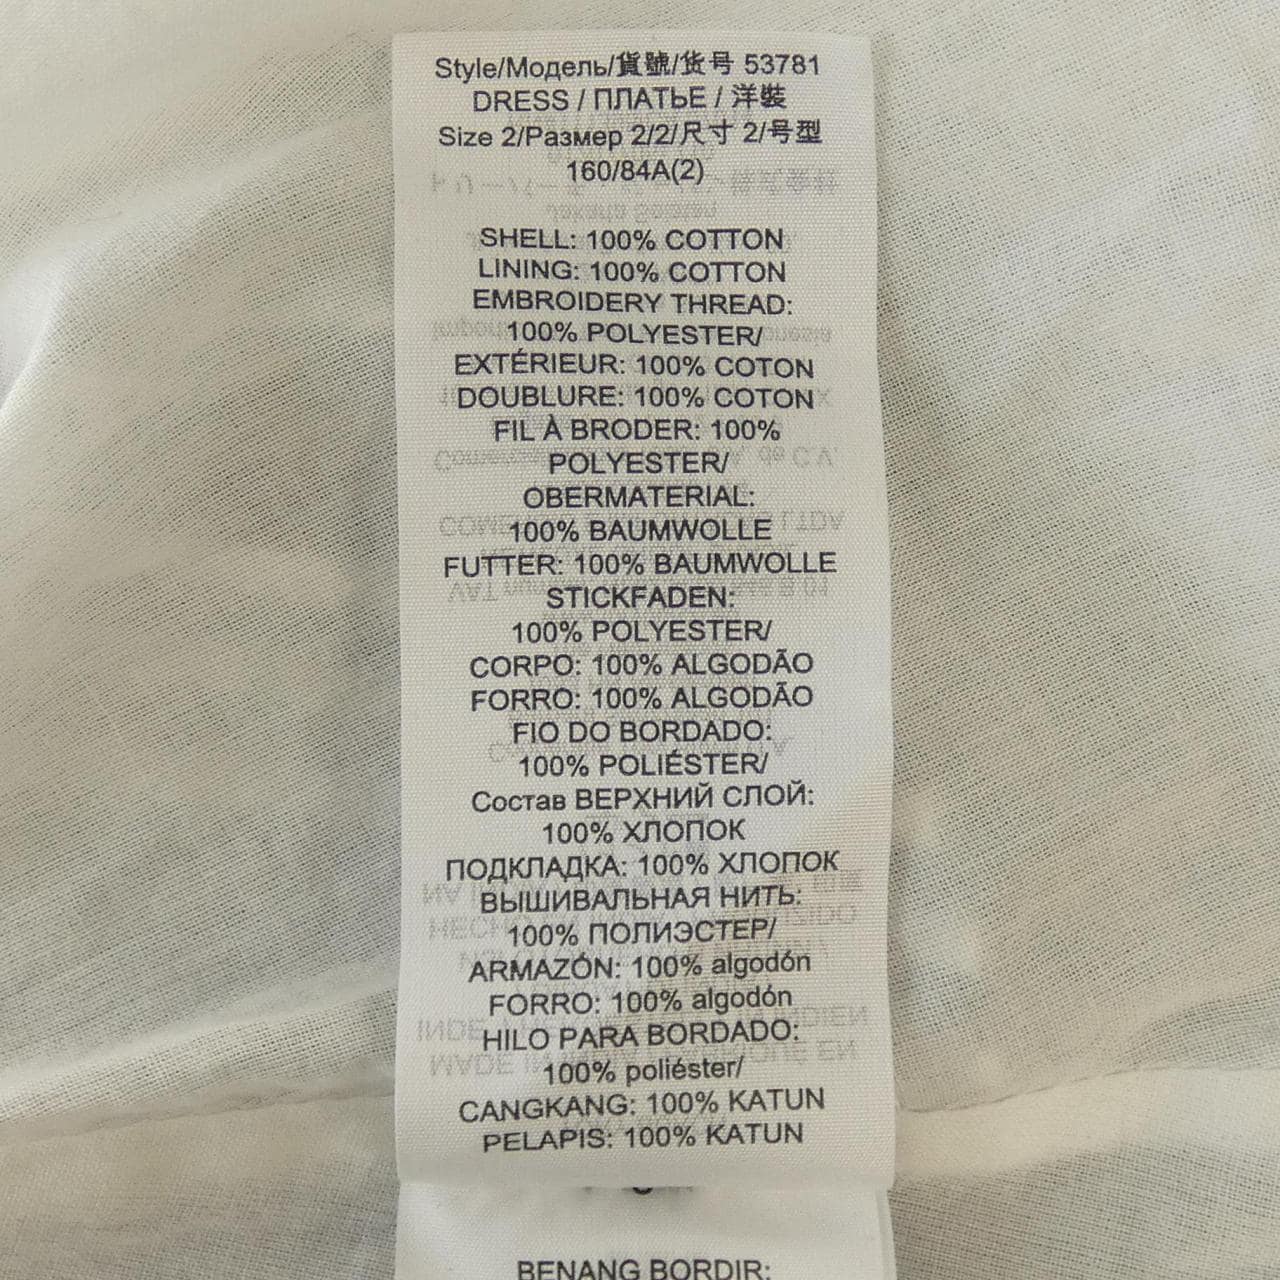 Style/Модель/貨號/货号 53781
DRESS / ПЛАТЬЕ / 洋裝
Size 2/Размер 2/2/尺寸 2/号型
160/84A(2)
SHELL: 100% COTTON
LINING: 100% COTTON
EMBROIDERY THREAD:
100% POLYESTER/
EXTÉRIEUR: 100% COTON
DOUBLURE: 100% COTON
FIL À BRODER: 100%
POLYESTER/
OBERMATERIAL:
100% BAUMWOLLE
FUTTER: 100% BAUMWOLLE
STICKFADEN:
100% POLYESTER/
CORPO: 100% ALGODÃO
FORRO: 100% ALGODÃO
FIO DO BORDADO:
100% POLIÉSTER/
Состав ВЕРХНИЙ СЛОЙ:
100% ХЛОПОК
ПОДКЛАДКА: 100% ХЛОПОК
ВЫШИВАЛЬНАЯ НИТЬ:
100% ПОЛИЭСТЕР/
ARMAZÓN: 100% algodón
FORRO: 100% algodón
HILO PARA BORDADO:
100% poliéster/
CANGKANG: 100% KATUN
PELAPIS: 100% KATUN
BENANG BORDIR: